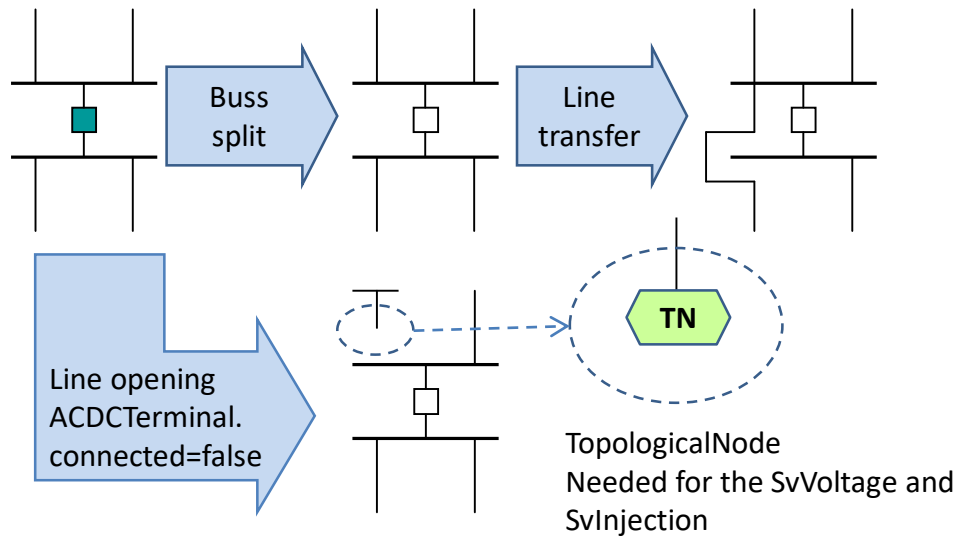 Buss
split
Line
transfer
TN
Line opening
ACDCTerminal.
connected=false
TopologicalNode
Needed for the SvVoltage and
SvInjection